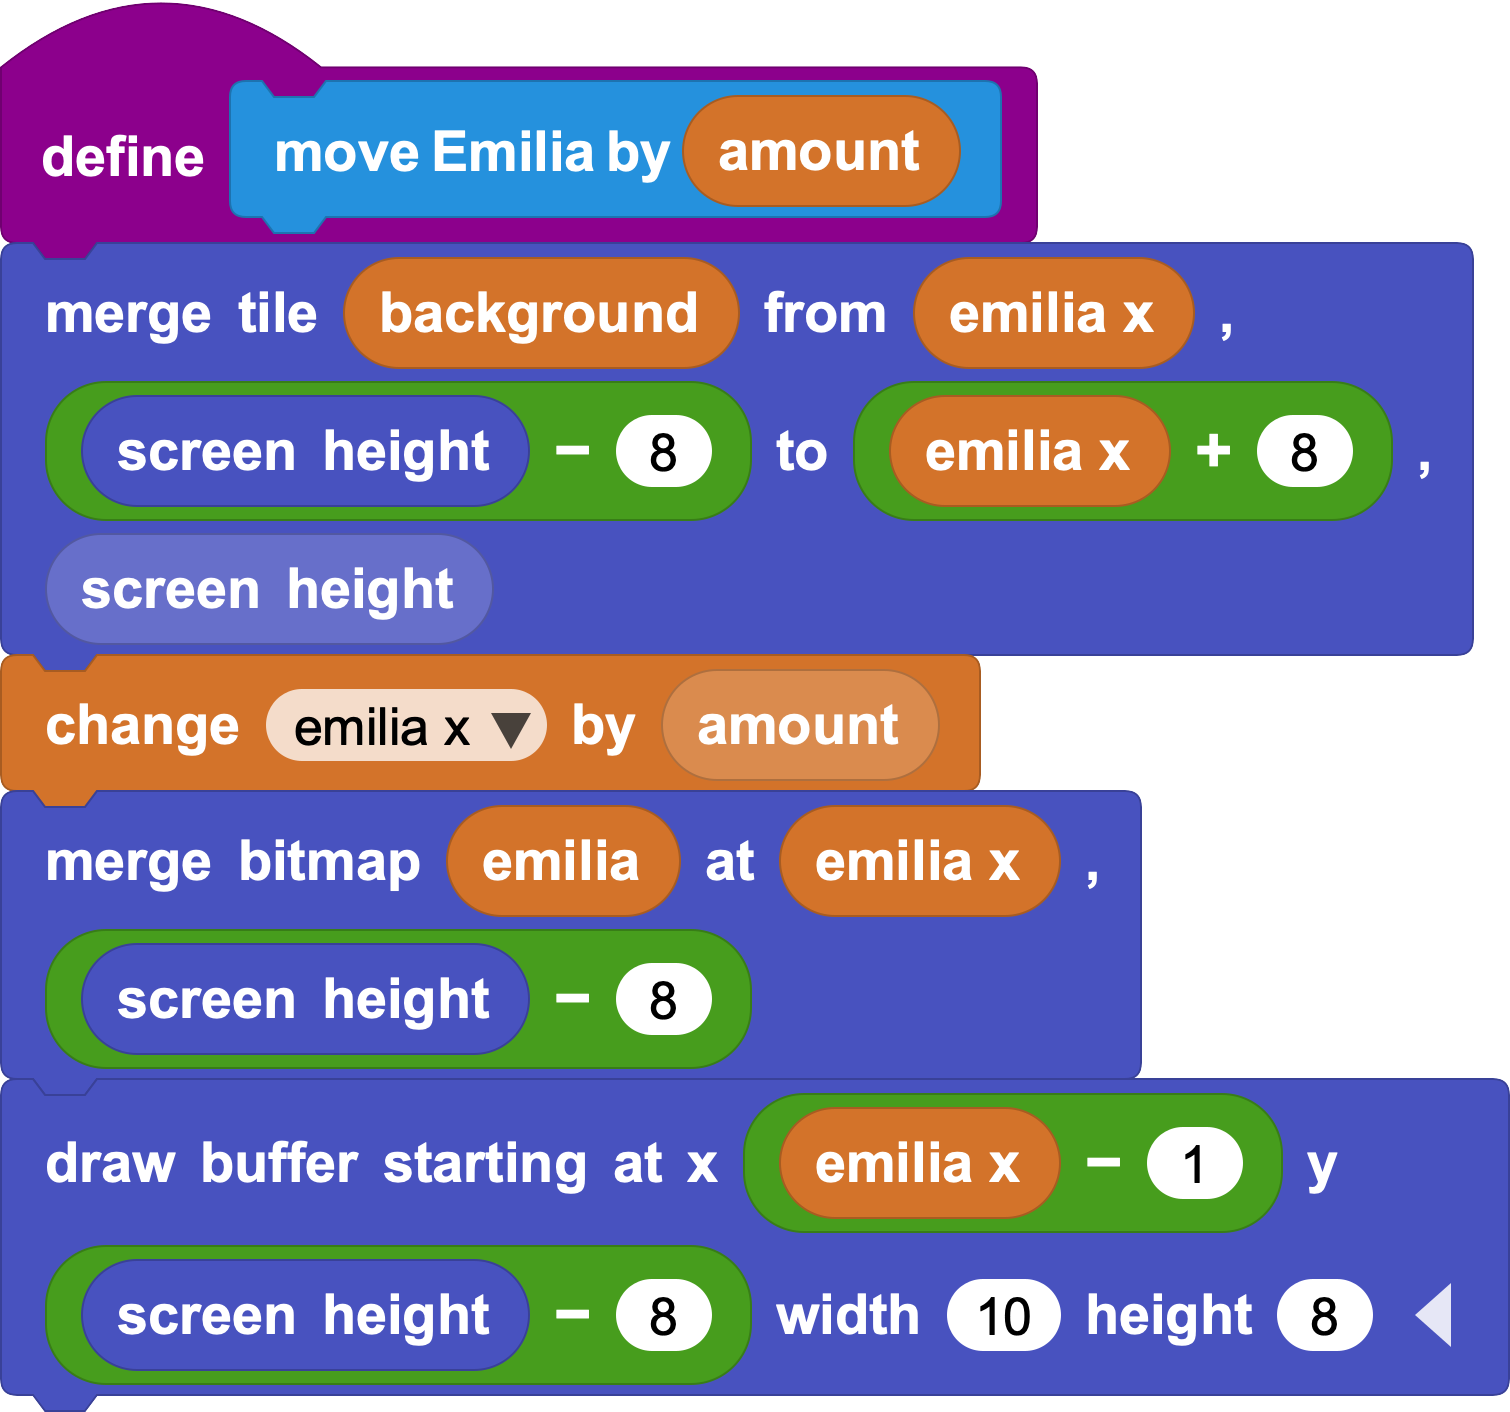 define move Emilia by amount
merge tile background from emilia x ,
screen height − 8 to emilia x + 8 ,
screen height
change emilia x ▼ by amount
merge bitmap emilia at emilia x ,
screen height − 8
draw buffer starting at x emilia x − 1 y
screen height − 8 width 10 height 8